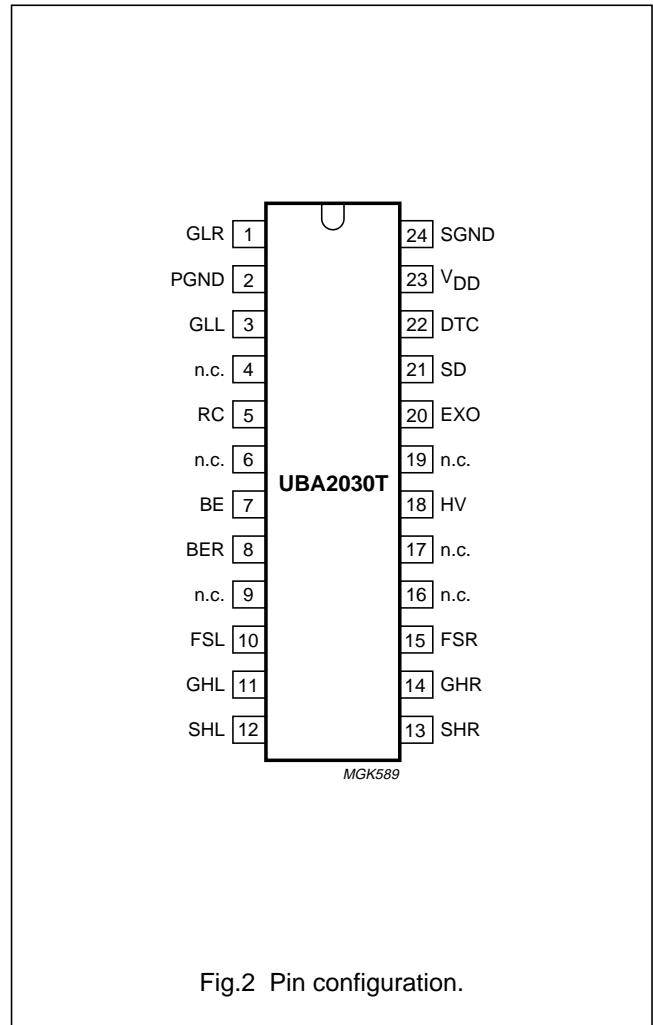 GLR 1 24 SGND
PGND 2 23 VDD
GLL 3 22 DTC
n.c. 4 21 SD
RC 5 20 EXO
n.c. 6 19 n.c.
UBA2030T
BE 7 18 HV
BER 8 17 n.c.
n.c. 9 16 n.c.
FSL 10 15 FSR
GHL 11 14 GHR
SHL 12 13 SHR
MGK589
Fig.2 Pin configuration.